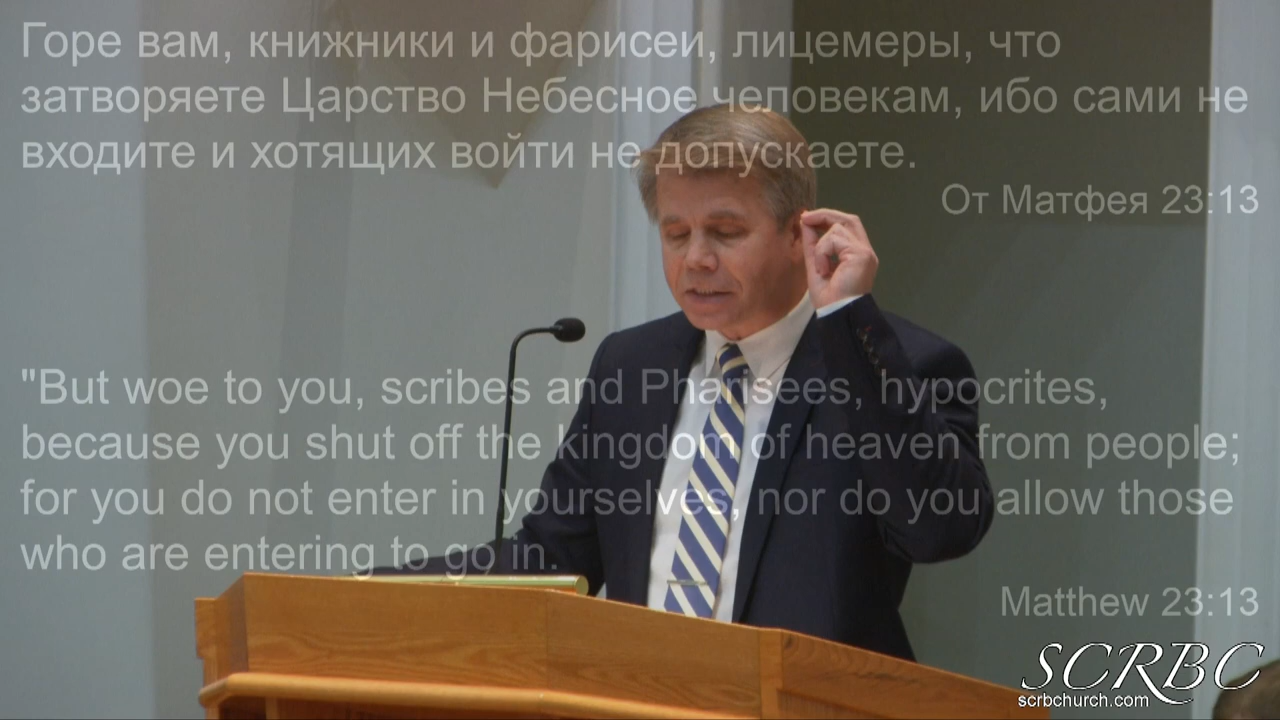 Горе вам, книжники и фарисеи, лицемеры, что
затворяете Царство Небесное человекам, ибо сами не
входите и хотящих войти не допускаете.
От Матфея 23:13
"But woe to you, scribes and Pharisees, hypocrites,
because you shut off the kingdom of heaven from people;
for you do not enter in yourselves, nor do you allow those
who are entering to go in.
Matthew 23:13
SCRBC
scrbchurch.com